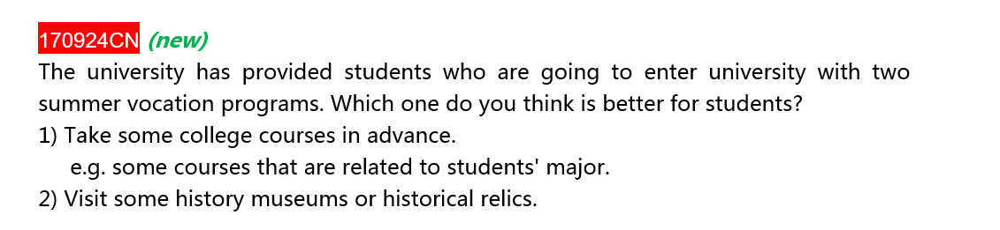 170924CN (new)
The university has provided students who are going to enter university with two
summer vocation programs. Which one do you think is better for students?
1) Take some college courses in advance.
e.g. some courses that are related to students' major.
2) Visit some history museums or historical relics.